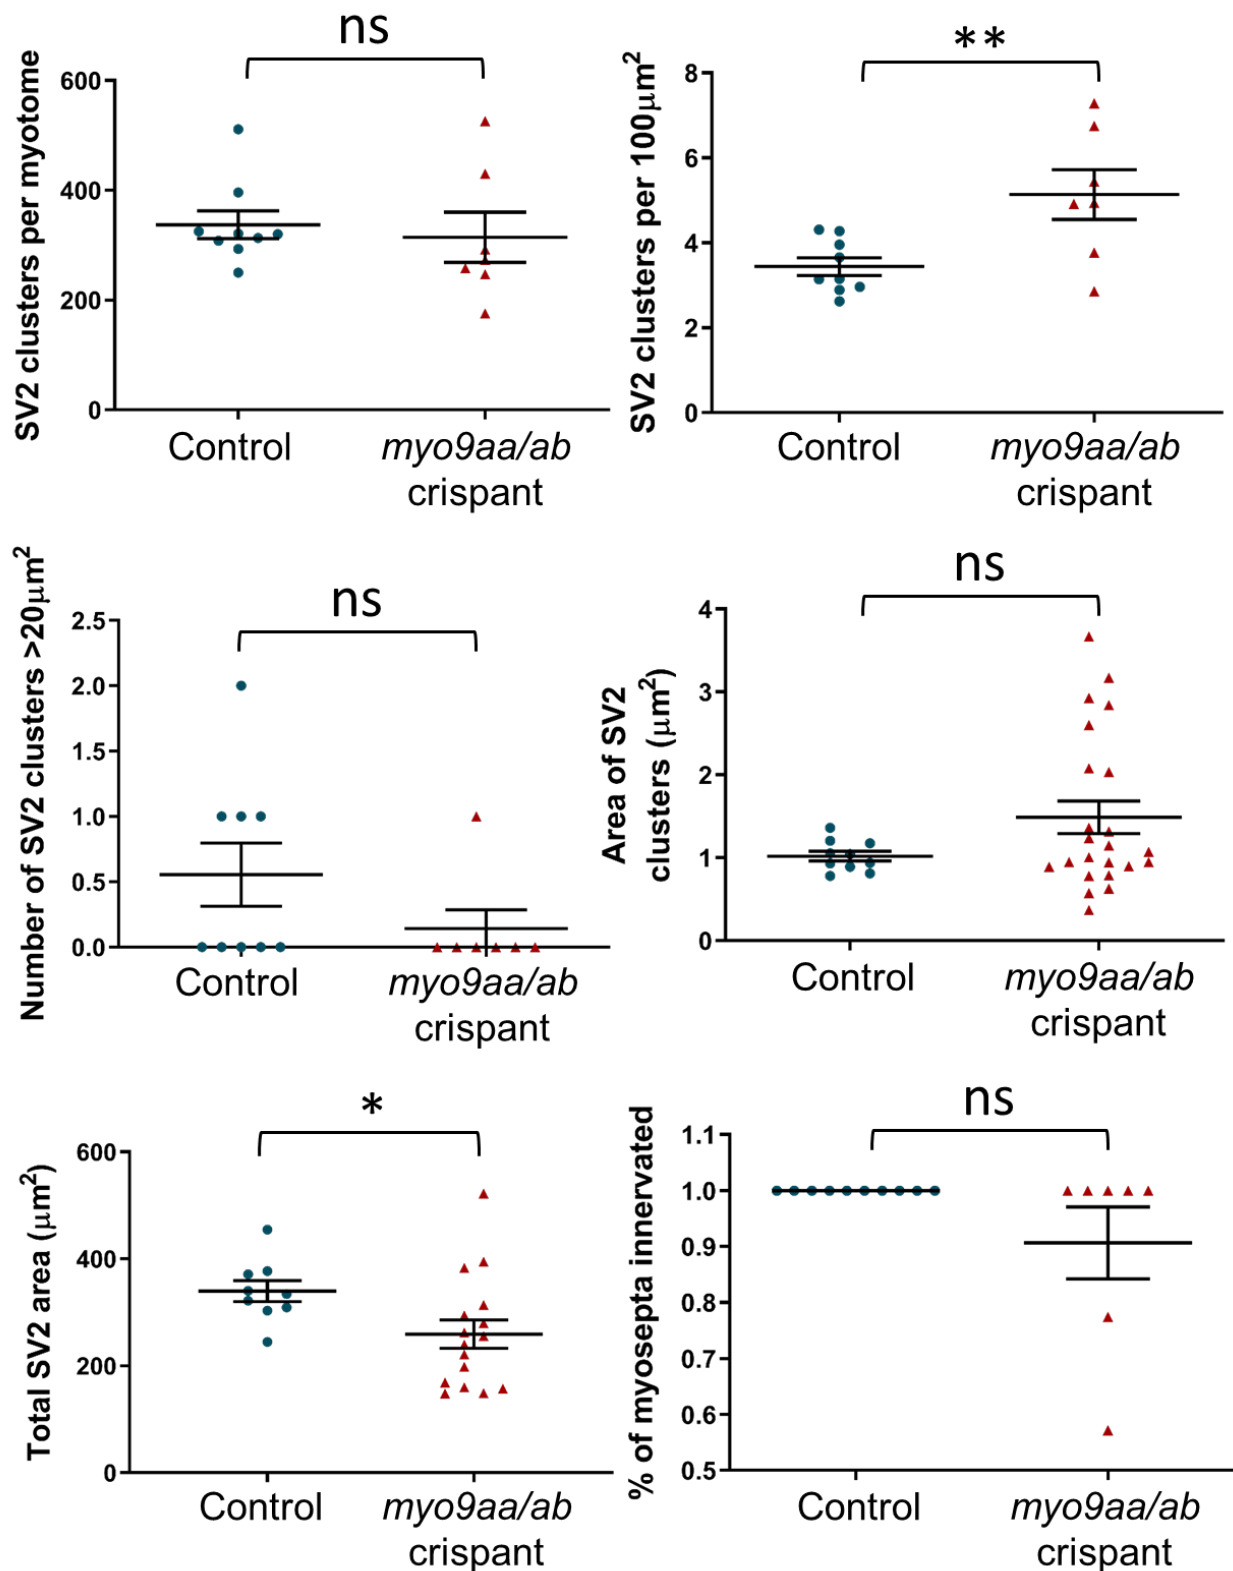 ns
SV2 clusters per myotome
600
400
200
0
Control
myo9aa/ab
crispant
**
SV2 clusters per 100μm²
8
6
4
2
0
Control
myo9aa/ab
crispant
ns
Number of SV2 clusters >20μm²
2.5
2.0
1.5
1.0
0.5
0.0
Control
myo9aa/ab
crispant
ns
Area of SV2
clusters (μm²)
4
3
2
1
0
Control
myo9aa/ab
crispant
*
Total SV2 area (μm²)
600
400
200
0
Control
myo9aa/ab
crispant
ns
% of myosepta innervated
1.1
1.0
0.9
0.8
0.7
0.6
0.5
Control
myo9aa/ab
crispant